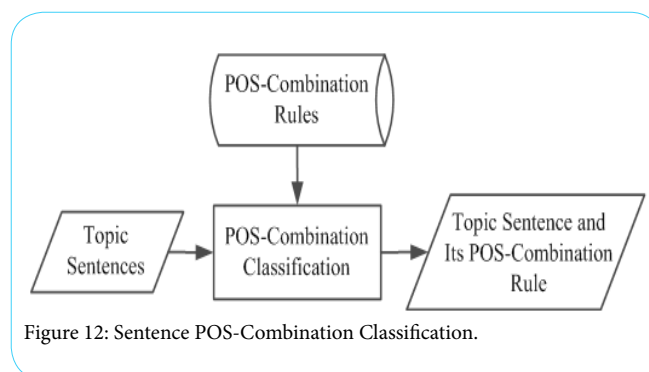 POS-Combination
Rules
Topic
Sentences
POS-Combination
Classification
Topic Sentence and
Its POS-Combination
Rule
Figure 12: Sentence POS-Combination Classification.